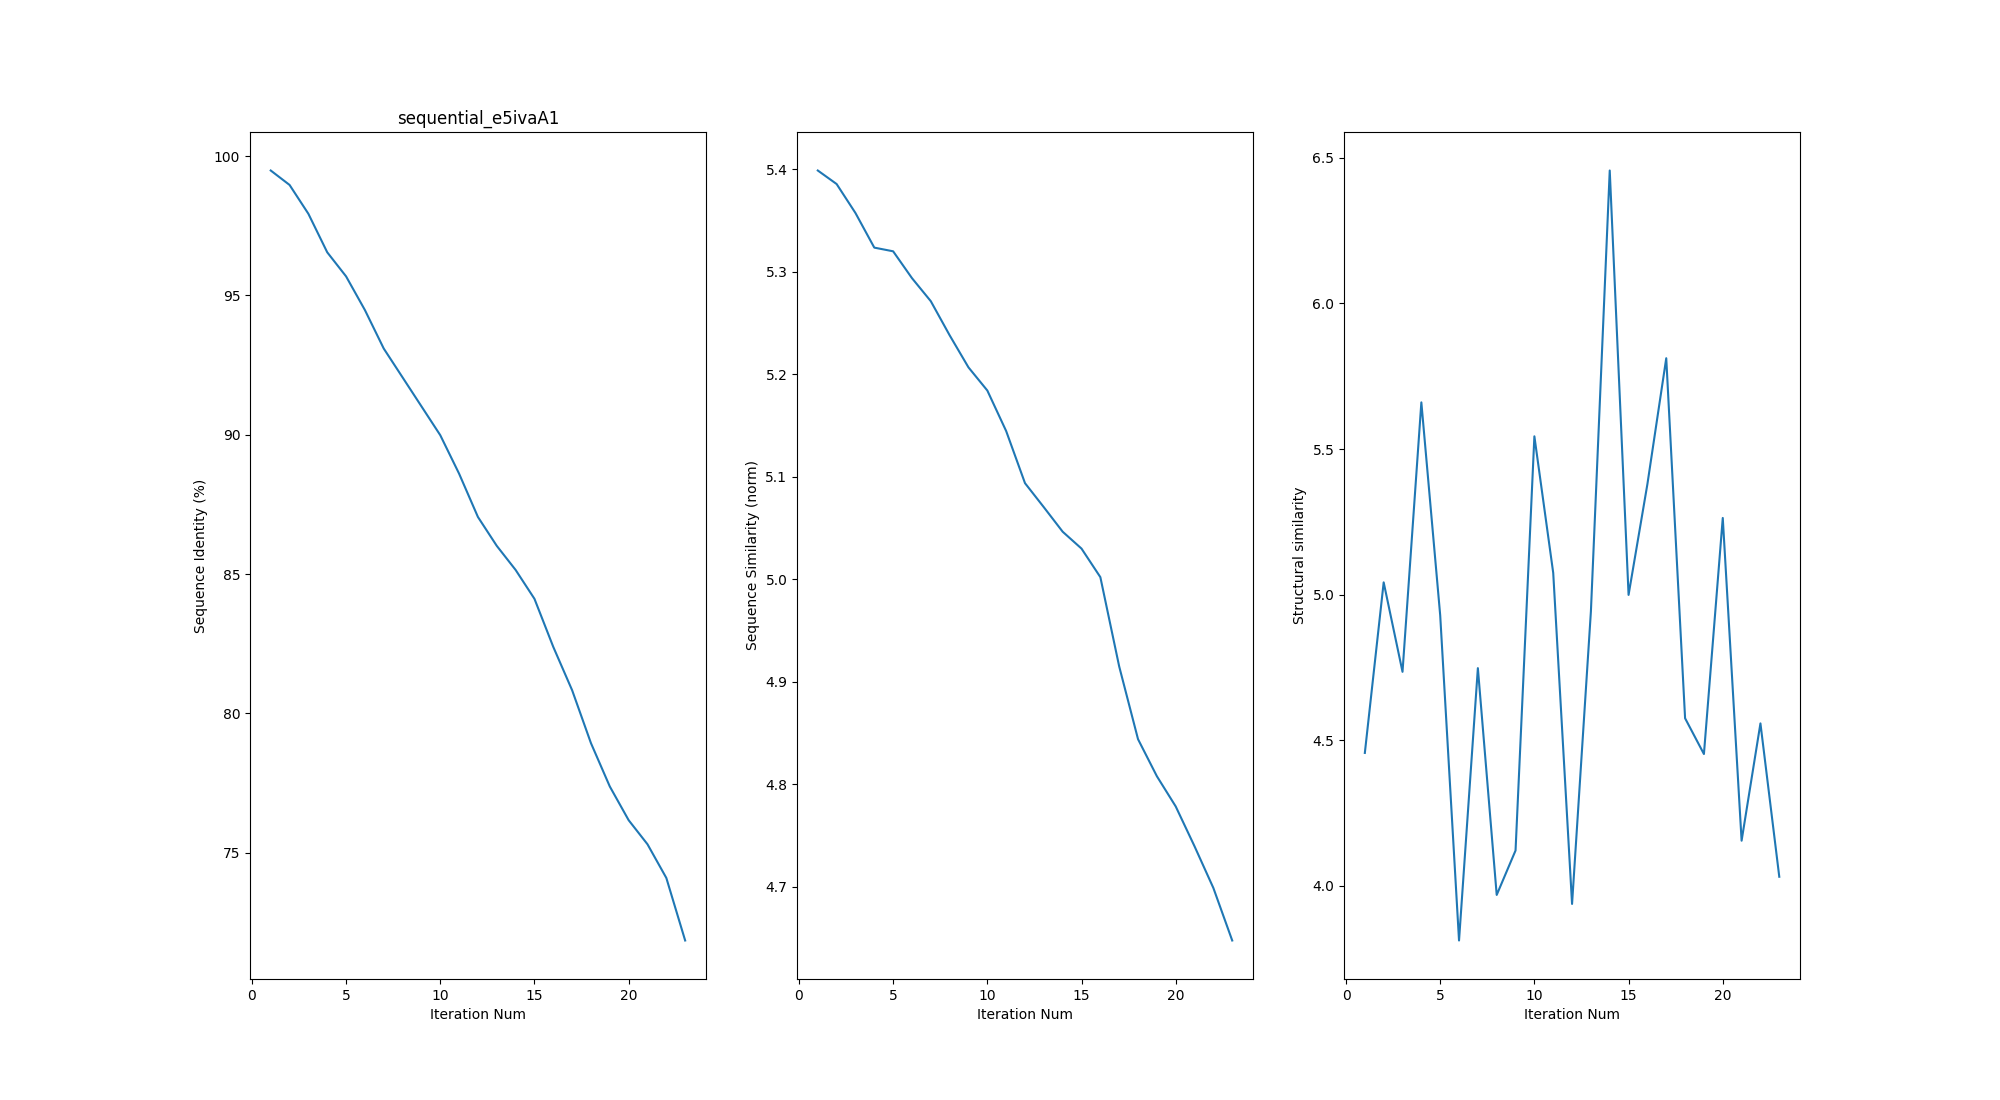 sequential_e5ivaA1
Sequence Identity (%)
100
95
90
85
80
75
0 5 10 15 20
Iteration Num
Sequence Similarity (norm)
5.4
5.3
5.2
5.1
5.0
4.9
4.8
4.7
0 5 10 15 20
Iteration Num
Structural similarity
6.5
6.0
5.5
5.0
4.5
4.0
0 5 10 15 20
Iteration Num